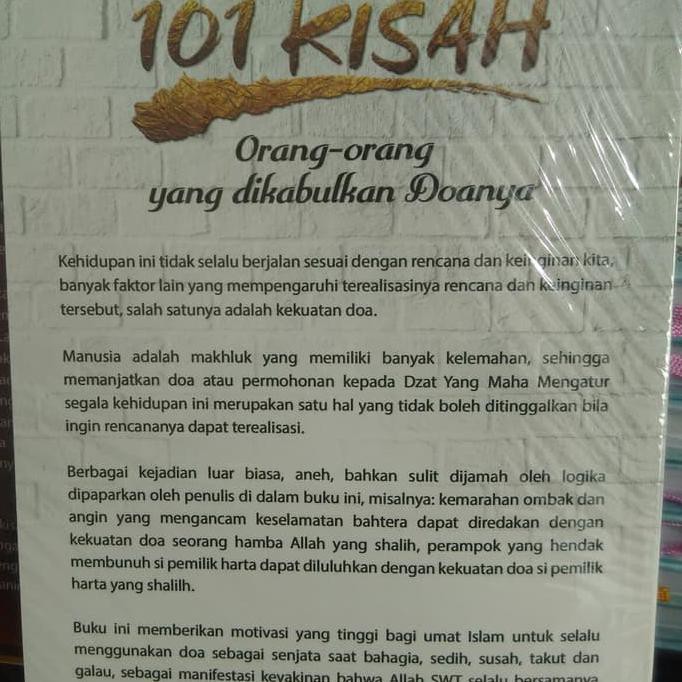 101 KISAH
Orang-orang
yang dikabulkan Doanya
Kehidupan ini tidak selalu berjalan sesuai dengan rencana dan keinginan kita,
banyak faktor lain yang mempengaruhi terealisasinya rencana dan keinginan
tersebut, salah satunya adalah kekuatan doa.
Manusia adalah makhluk yang memiliki banyak kelemahan, sehingga
memanjatkan doa atau permohonan kepada Dzat Yang Maha Mengatur
segala kehidupan ini merupakan satu hal yang tidak boleh ditinggalkan bila
ingin rencananya dapat terealisasi.
Berbagai kejadian luar biasa, aneh, bahkan sulit dijamah oleh logika
dipaparkan oleh penulis di dalam buku ini, misalnya: kemarahan ombak dan
angin yang mengancam keselamatan bahtera dapat diredakan dengan
kekuatan doa seorang hamba Allah yang shalih, perampok yang hendak
membunuh si pemilik harta dapat diluluhkan dengan kekuatan doa si pemilik
harta yang shalilh.
Buku ini memberikan motivasi yang tinggi bagi umat Islam untuk selalu
menggunakan doa sebagai senjata saat bahagia, sedih, susah, takut dan
galau, sebagai manifestasi keyakinan bahwa Allah SWT selalu bersamanya